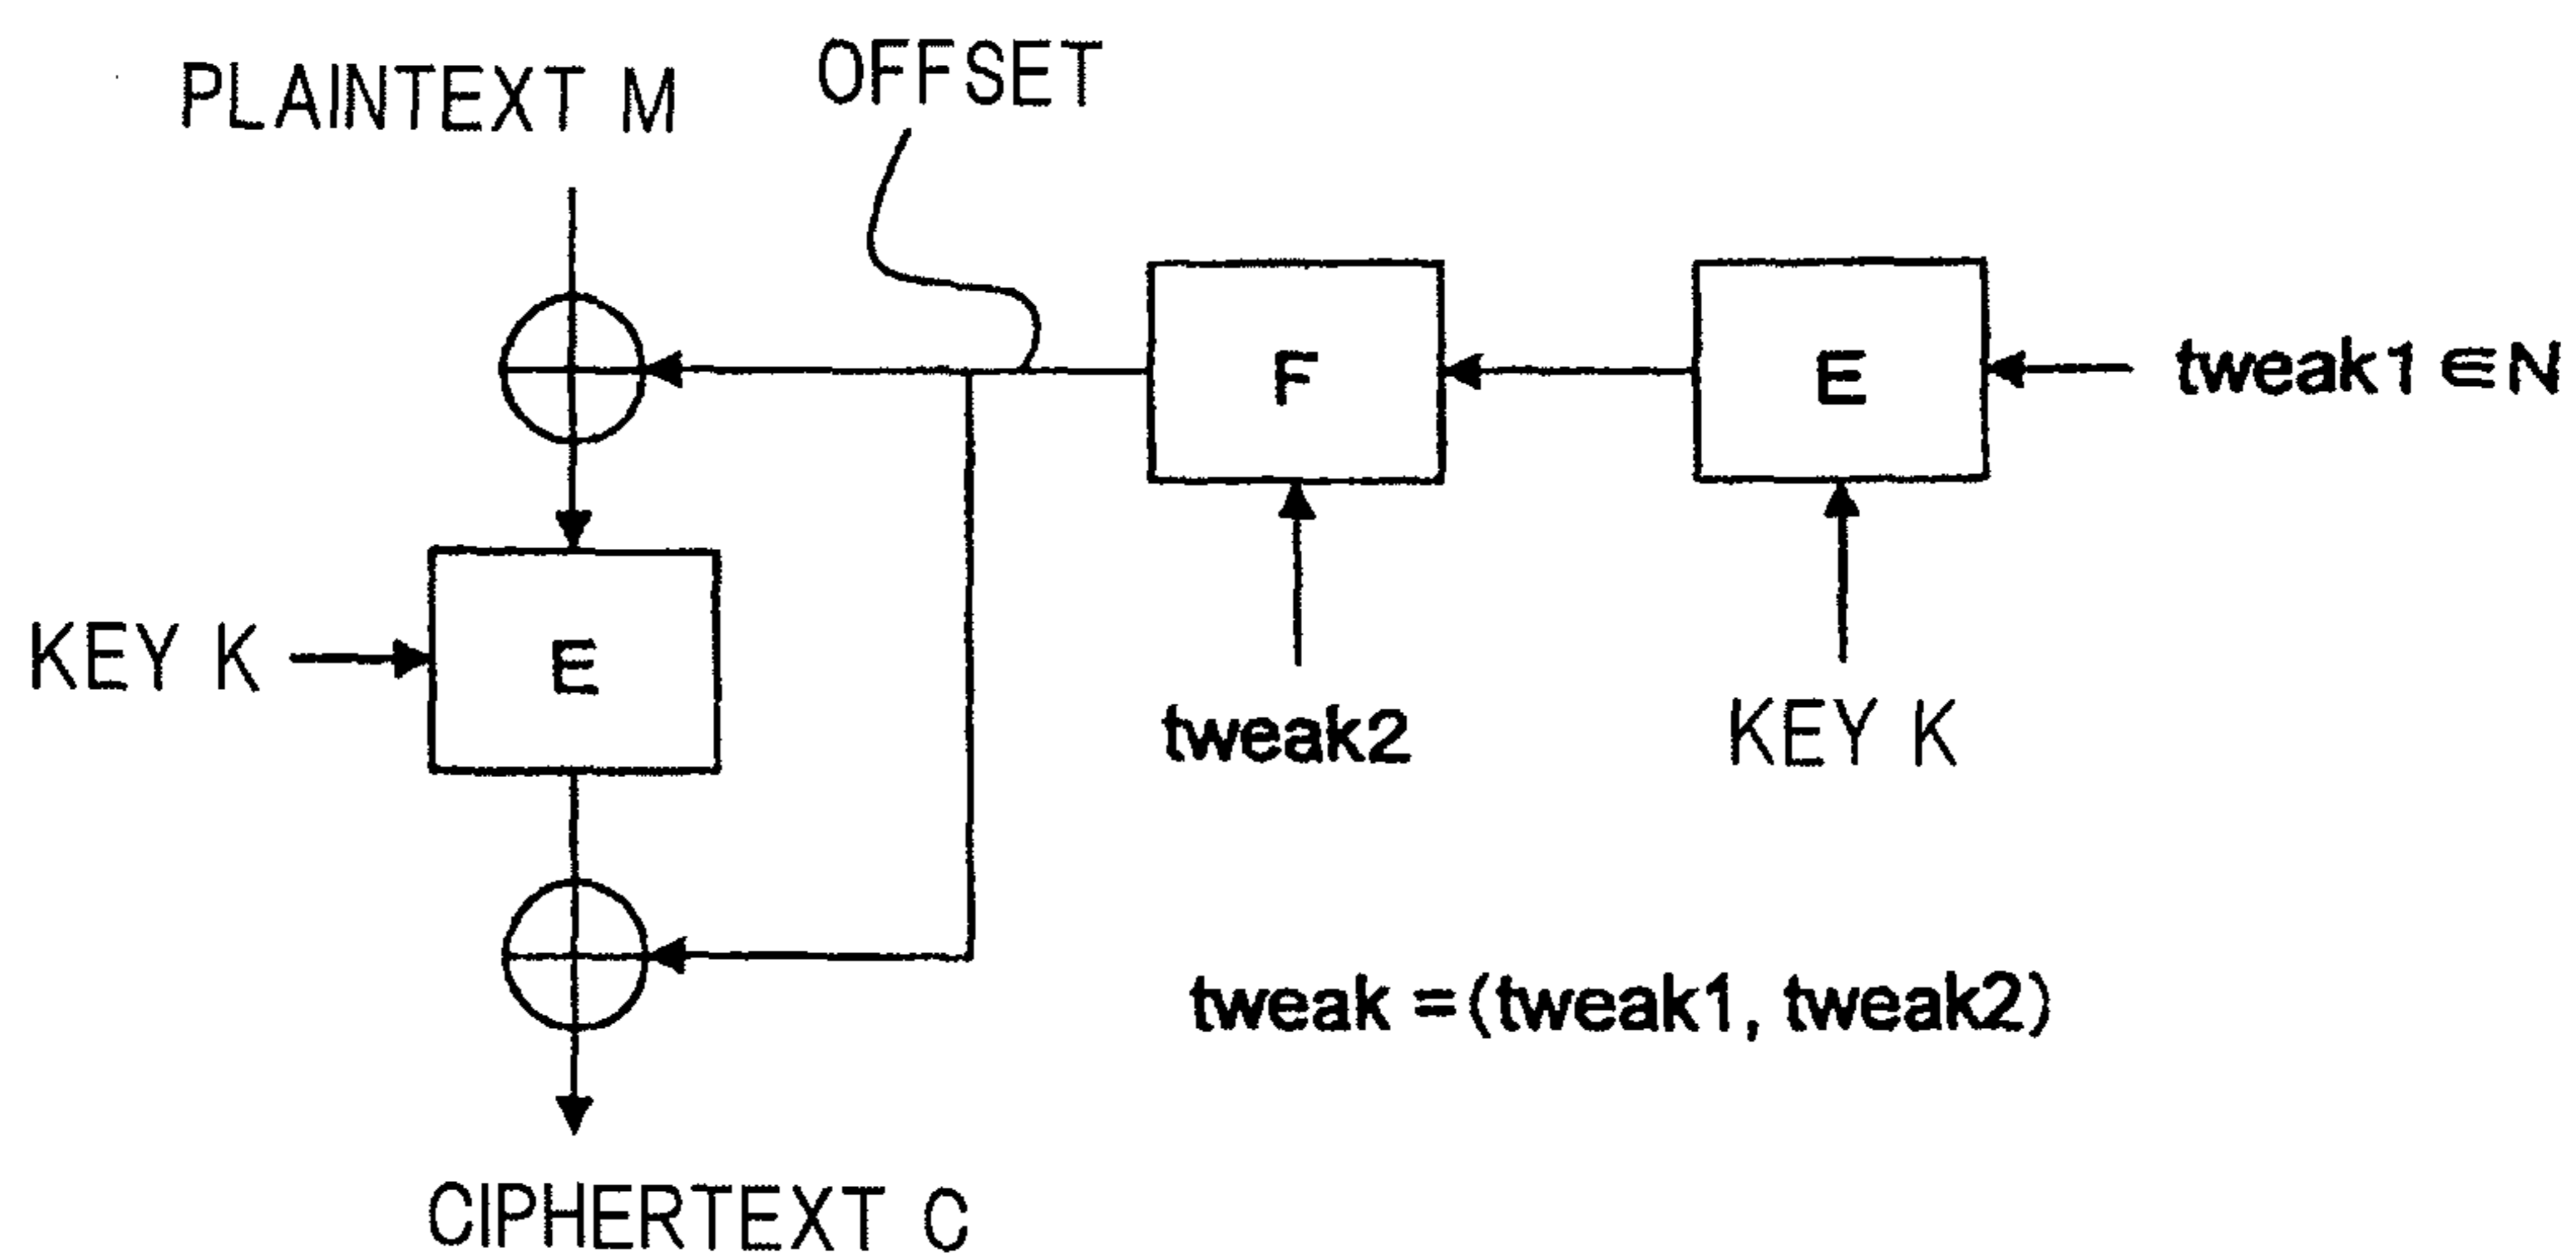 OFFSET
PLAINTEXT M
F
E
tweak1 ∈ N
KEY K
E
tweak2
KEY K
tweak = (tweak1, tweak2)
CIPHERTEXT C